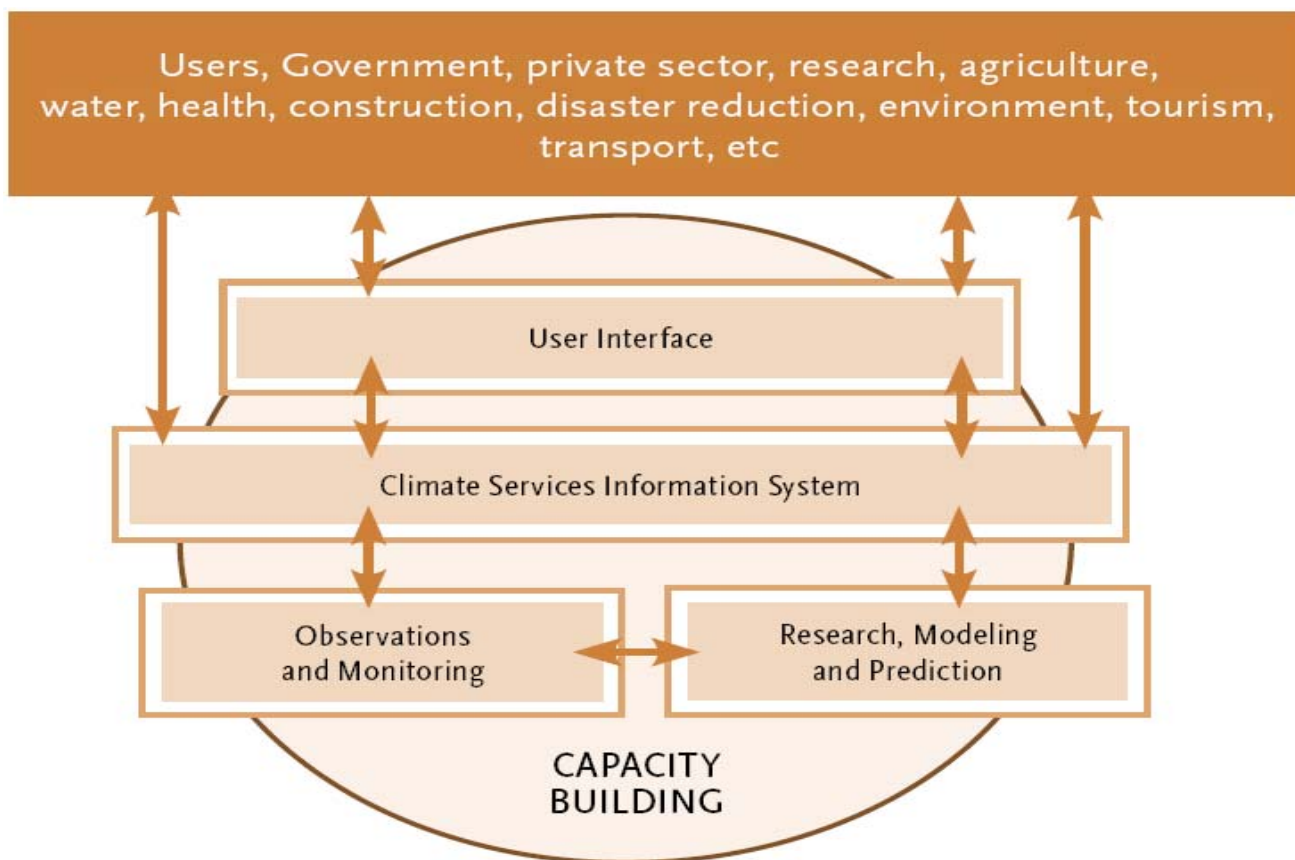 Users, Government, private sector, research, agriculture,
water, health, construction, disaster reduction, environment, tourism,
transport, etc
User Interface
Climate Services Information System
Observations
and Monitoring
Research, Modeling
and Prediction
CAPACITY
BUILDING